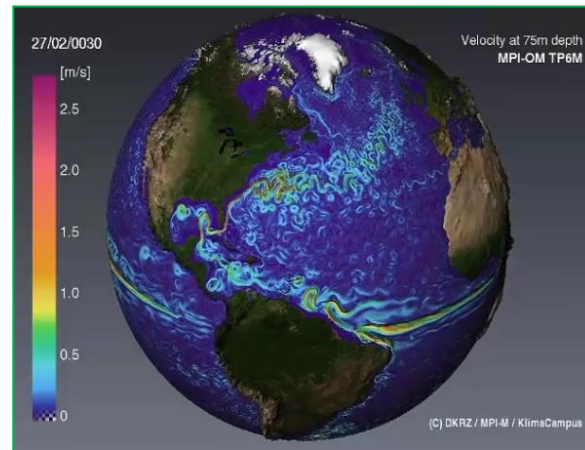 27/02/0030
[m/s]
2.5
2.0
1.5
1.0
0.5
0
Velocity at 75m depth
MPI-OM TP6M
(C) DKRZ / MPI-M / KlimaCampus